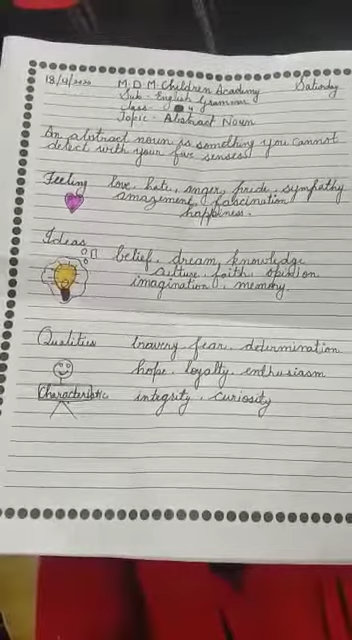 18/4/2020 M.D.M. Children Academy Saturday
Sub - English Grammar
Class - 4
Topic - Abstract Noun
An abstract noun is something you cannot
detect with your five senses.
Feeling love, hate, anger, pride, sympathy
amazement, fascination
happiness.
Ideas
belief, dream, knowledge
culture, faith, opinion
imagination, memory.
Qualities bravery, fear, determination
hope, loyalty, enthusiasm
Characteristic integrity, curiosity